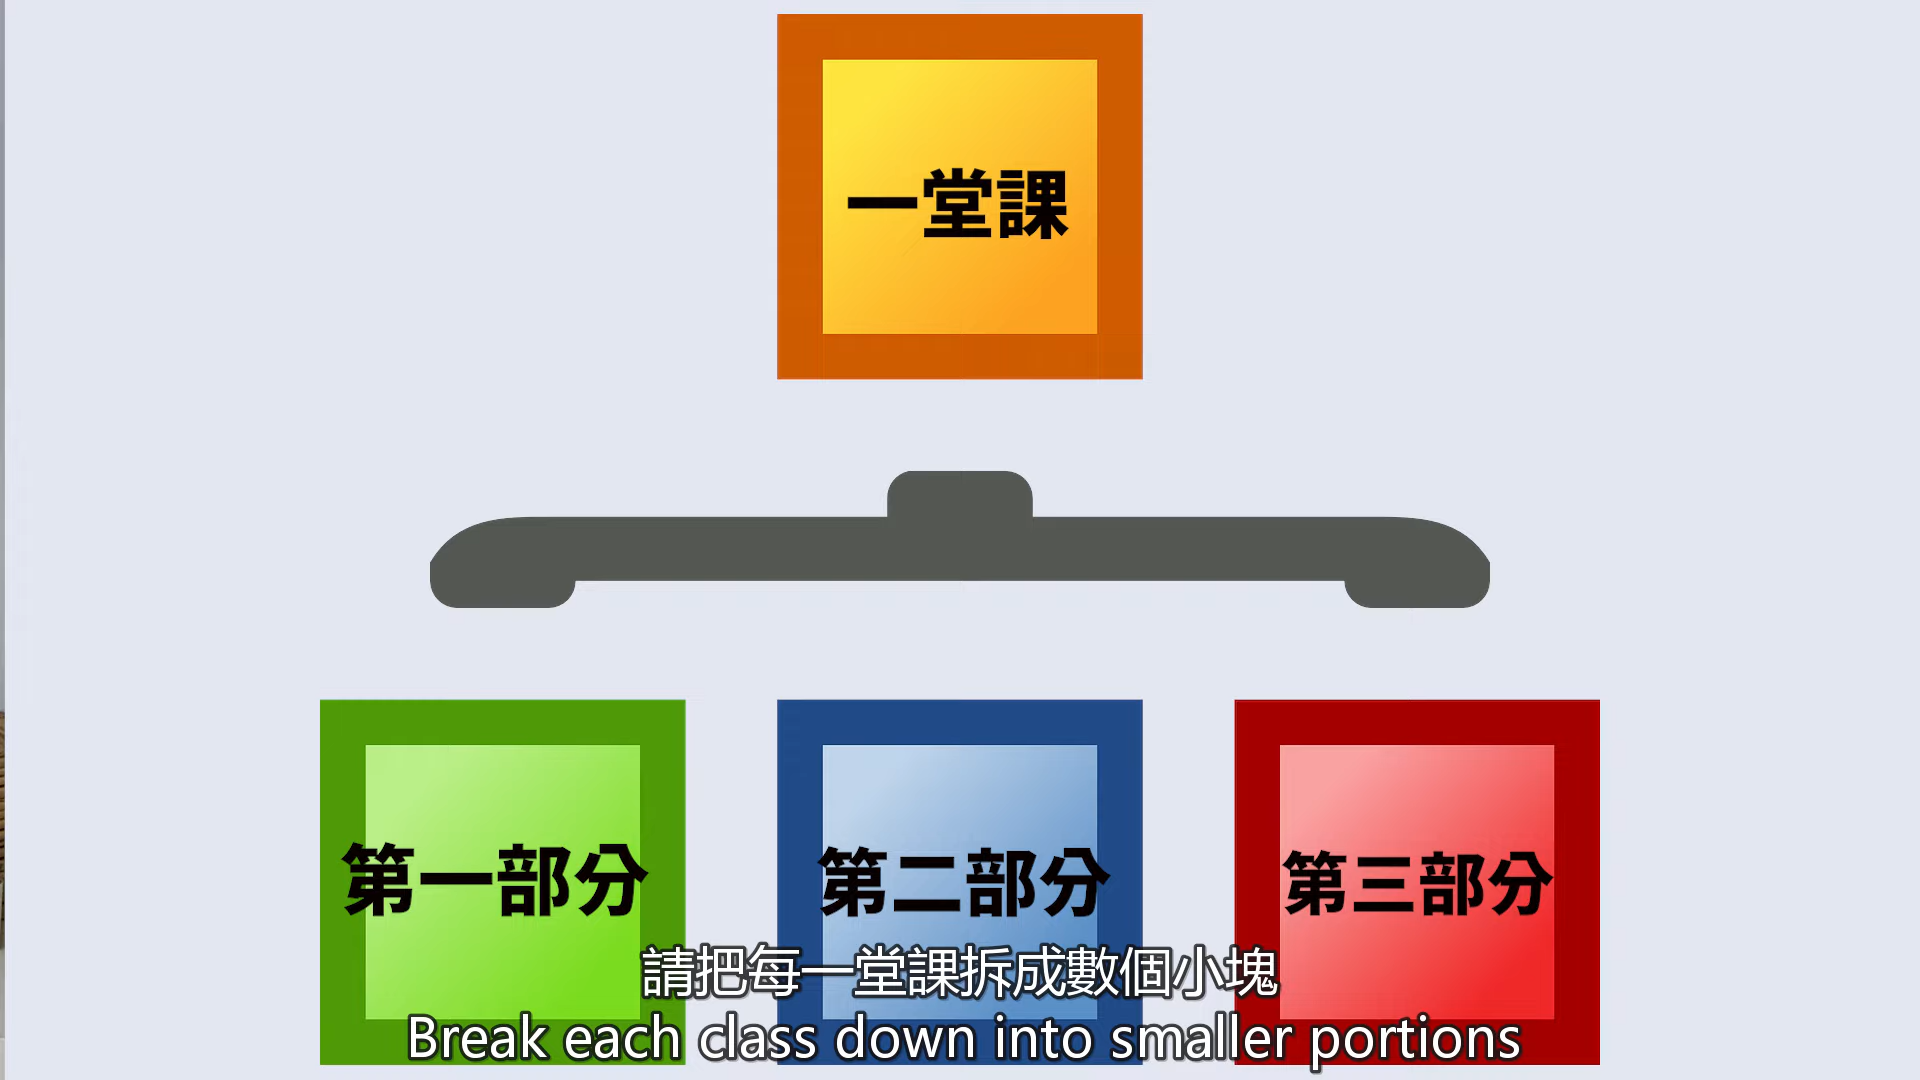 一堂課
第一部分
第二部分
第三部分
請把每一堂課拆成數個小塊
Break each class down into smaller portions